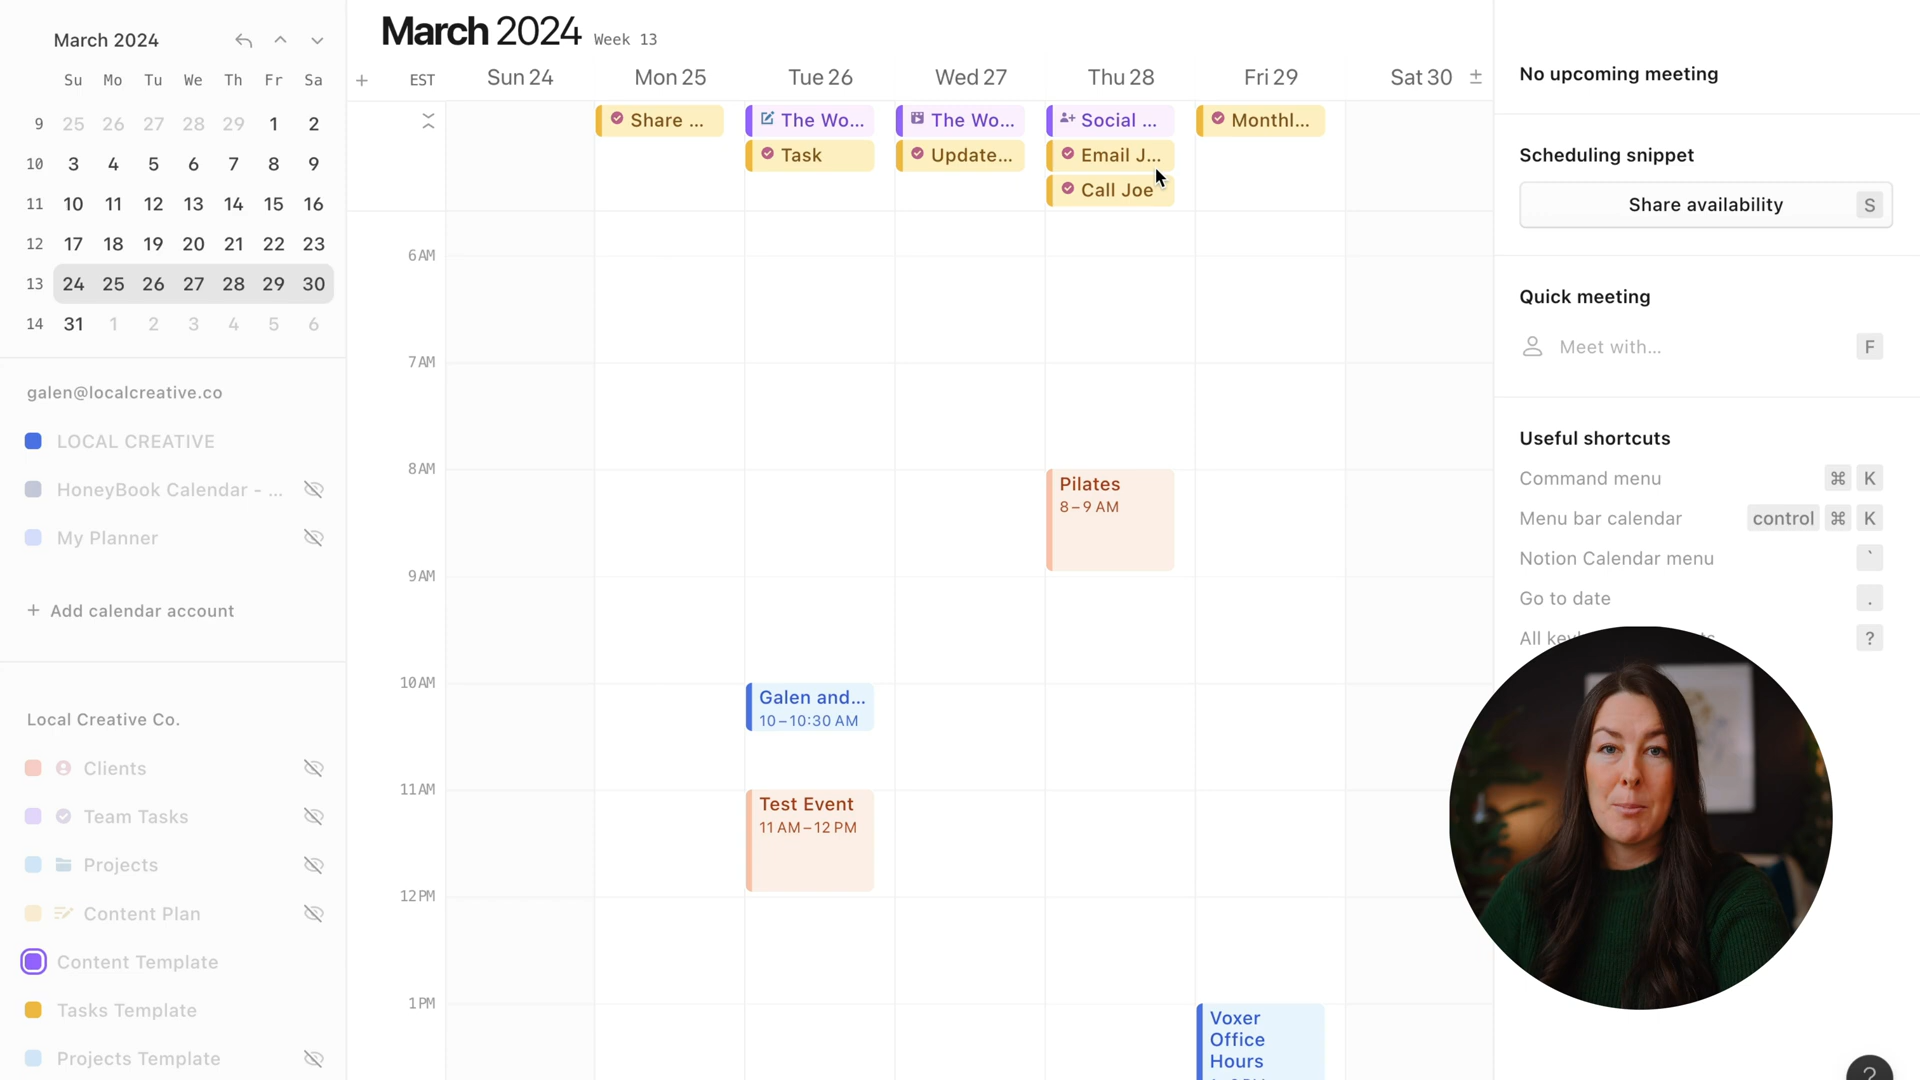 March 2024
Su Mo Tu We Th Fr Sa
9 25 26 27 28 29 1 2
10 3 4 5 6 7 8 9
11 10 11 12 13 14 15 16
12 17 18 19 20 21 22 23
13 24 25 26 27 28 29 30
14 31 1 2 3 4 5 6
galen@localcreative.co
LOCAL CREATIVE
HoneyBook Calendar - ...
My Planner
+ Add calendar account
Local Creative Co.
Clients
Team Tasks
Projects
Content Plan
Content Template
Tasks Template
Projects Template
March 2024 Week 13
+ EST Sun 24 Mon 25 Tue 26 Wed 27 Thu 28 Fri 29 Sat 30 ±
Share ... The Wo... The Wo... Social ... Monthl...
Task Update... Email J...
Call Joe
6 AM
7 AM
8 AM
Pilates
8 – 9 AM
9 AM
10 AM
Galen and...
10 – 10:30 AM
11 AM
Test Event
11 AM – 12 PM
12 PM
1 PM
Voxer
Office
Hours
No upcoming meeting
Scheduling snippet
Share availability S
Quick meeting
Meet with... F
Useful shortcuts
Command menu ⌘ K
Menu bar calendar control ⌘ K
Notion Calendar menu `
Go to date .
All ?
?